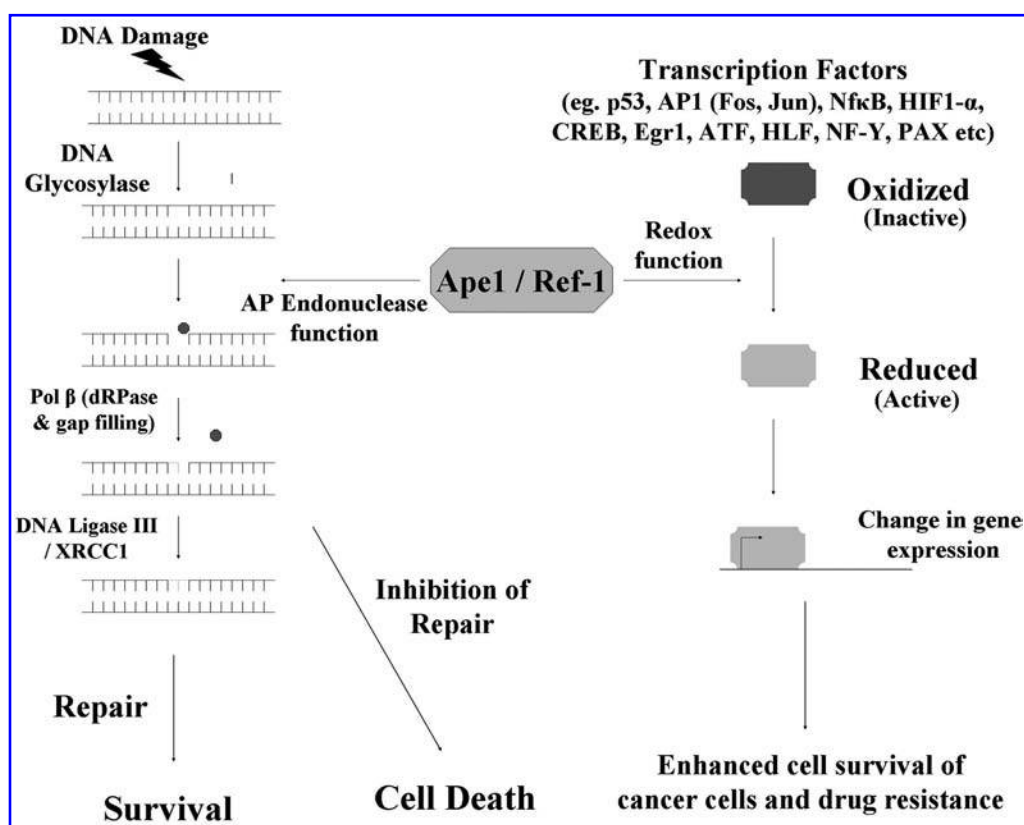 DNA Damage
DNA
Glycosylase
Pol β (dRPase
& gap filling)
DNA Ligase III
/ XRCC1
Repair
Survival
Inhibition of
Repair
Cell Death
Ape1 / Ref-1
AP Endonuclease
function
Redox
function
Transcription Factors
(eg. p53, AP1 (Fos, Jun), NfκB, HIF1-α,
CREB, Egr1, ATF, HLF, NF-Y, PAX etc)
Oxidized
(Inactive)
Reduced
(Active)
Change in gene
expression
Enhanced cell survival of
cancer cells and drug resistance